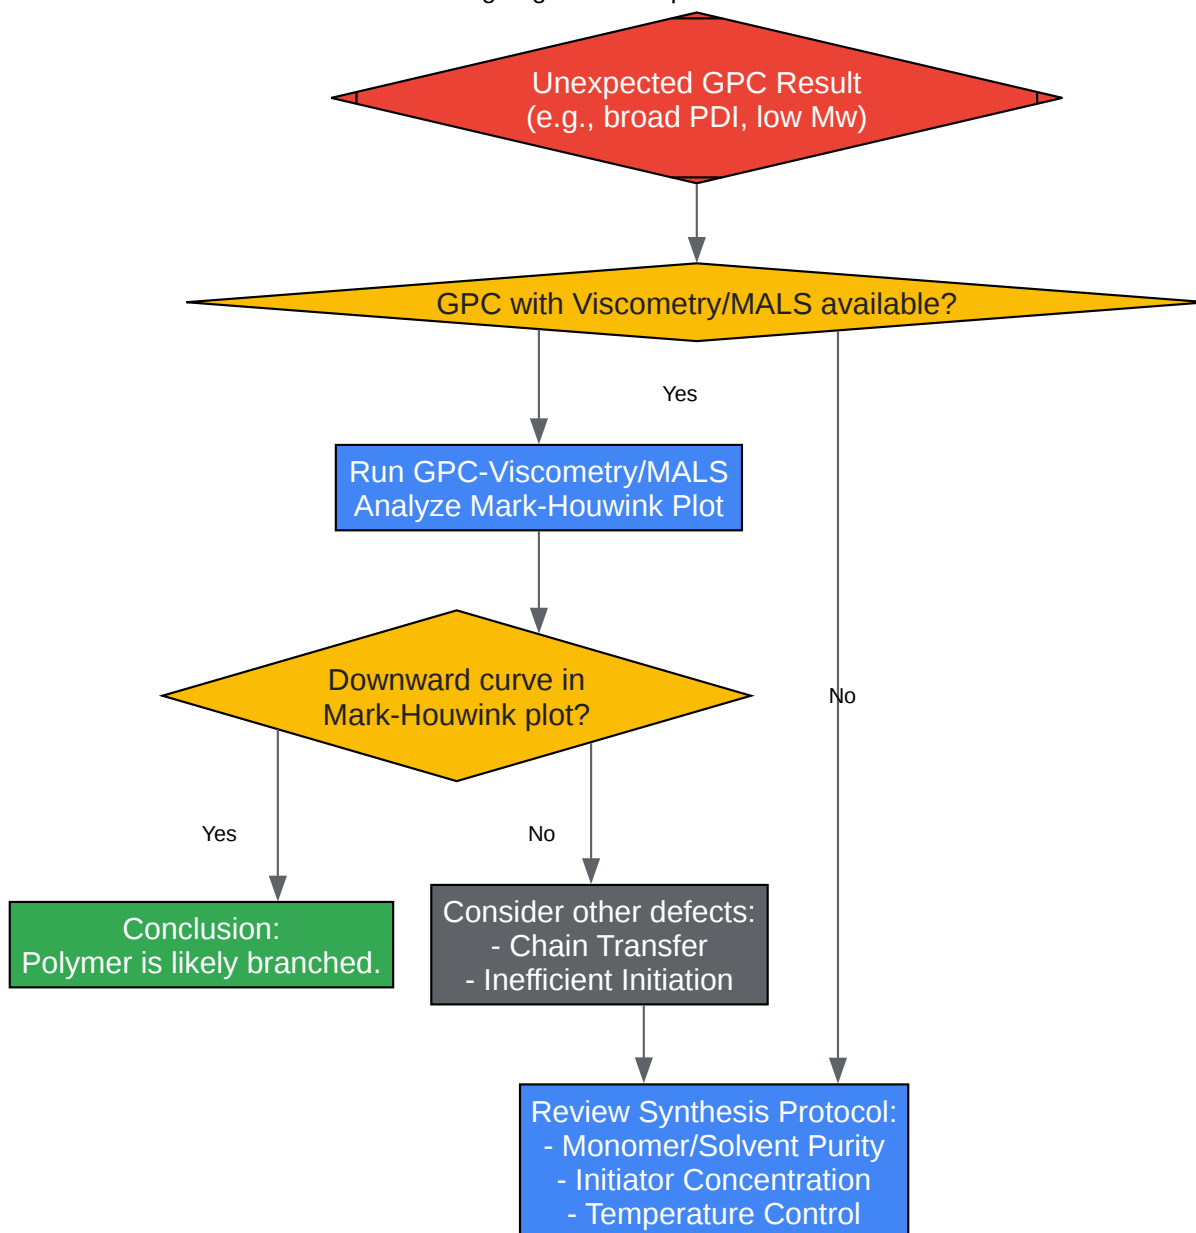 Unexpected GPC Result
(e.g., broad PDI, low Mw)
GPC with Viscometry/MALS available?
Yes
Run GPC-Viscometry/MALS
Analyze Mark-Houwink Plot
Downward curve in
Mark-Houwink plot?
No
Yes
No
Conclusion:
Polymer is likely branched.
Consider other defects:
- Chain Transfer
- Inefficient Initiation
Review Synthesis Protocol:
- Monomer/Solvent Purity
- Initiator Concentration
- Temperature Control